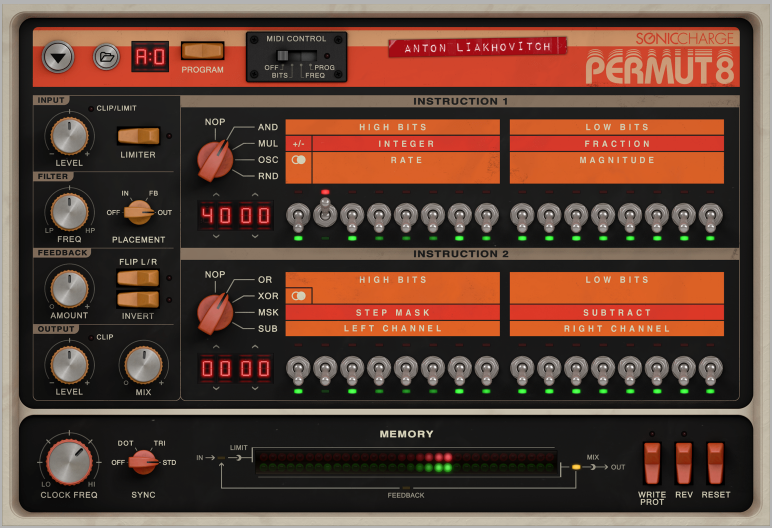 MIDI CONTROL
OFF
BITS
PROG
FREQ
A:0
PROGRAM
ANTON LIAKHOVITCH
SONICCHARGE
PERMUT8
INPUT
CLIP/LIMIT
- LEVEL +
LIMITER
FILTER
LP FREQ HP
IN FB
OFF OUT
PLACEMENT
FEEDBACK
FLIP L/R
O AMOUNT +
INVERT
OUTPUT
CLIP
- LEVEL +
O MIX +
INSTRUCTION 1
NOP
AND
MUL
OSC
RND
HIGH BITS LOW BITS
+/- INTEGER FRACTION
RATE MAGNITUDE
4000
INSTRUCTION 2
NOP
OR
XOR
MSK
SUB
HIGH BITS LOW BITS
STEP MASK SUBTRACT
LEFT CHANNEL RIGHT CHANNEL
0000
LO HI
CLOCK FREQ
DOT TRI
OFF STD
SYNC
MEMORY
IN
LIMIT
MIX
OUT
FEEDBACK
WRITE
PROT
REV
RESET